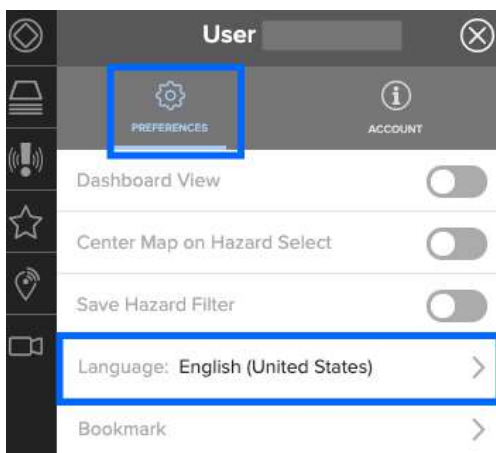 User
PREFERENCES
ACCOUNT
Dashboard View
Center Map on Hazard Select
Save Hazard Filter
Language: English (United States)
Bookmark